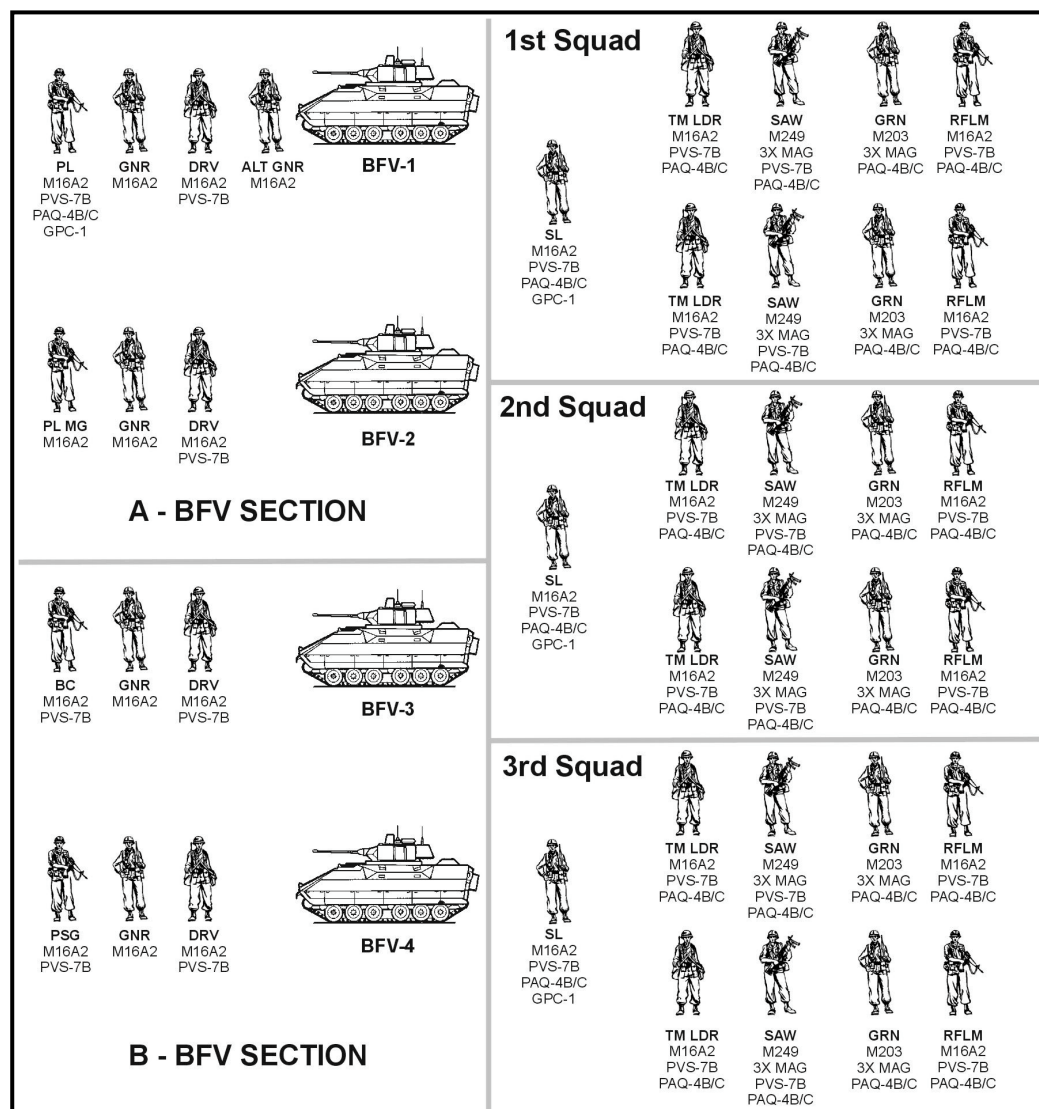 PL
M16A2
PVS-7B
PAQ-4B/C
GPC-1
GNR
M16A2
DRV
M16A2
PVS-7B
ALT GNR
M16A2
BFV-1
PL MG
M16A2
GNR
M16A2
DRV
M16A2
PVS-7B
BFV-2
A - BFV SECTION
BC
M16A2
PVS-7B
GNR
M16A2
DRV
M16A2
PVS-7B
BFV-3
PSG
M16A2
PVS-7B
GNR
M16A2
DRV
M16A2
PVS-7B
BFV-4
B - BFV SECTION
1st Squad
SL
M16A2
PVS-7B
PAQ-4B/C
GPC-1
TM LDR
M16A2
PVS-7B
PAQ-4B/C
SAW
M249
3X MAG
PVS-7B
PAQ-4B/C
GRN
M203
3X MAG
PAQ-4B/C
RFLM
M16A2
PVS-7B
PAQ-4B/C
TM LDR
M16A2
PVS-7B
PAQ-4B/C
SAW
M249
3X MAG
PVS-7B
PAQ-4B/C
GRN
M203
3X MAG
PAQ-4B/C
RFLM
M16A2
PVS-7B
PAQ-4B/C
2nd Squad
SL
M16A2
PVS-7B
PAQ-4B/C
GPC-1
TM LDR
M16A2
PVS-7B
PAQ-4B/C
SAW
M249
3X MAG
PVS-7B
PAQ-4B/C
GRN
M203
3X MAG
PAQ-4B/C
RFLM
M16A2
PVS-7B
PAQ-4B/C
TM LDR
M16A2
PVS-7B
PAQ-4B/C
SAW
M249
3X MAG
PVS-7B
PAQ-4B/C
GRN
M203
3X MAG
PAQ-4B/C
RFLM
M16A2
PVS-7B
PAQ-4B/C
3rd Squad
SL
M16A2
PVS-7B
PAQ-4B/C
GPC-1
TM LDR
M16A2
PVS-7B
PAQ-4B/C
SAW
M249
3X MAG
PVS-7B
PAQ-4B/C
GRN
M203
3X MAG
PAQ-4B/C
RFLM
M16A2
PVS-7B
PAQ-4B/C
TM LDR
M16A2
PVS-7B
PAQ-4B/C
SAW
M249
3X MAG
PVS-7B
PAQ-4B/C
GRN
M203
3X MAG
PAQ-4B/C
RFLM
M16A2
PVS-7B
PAQ-4B/C